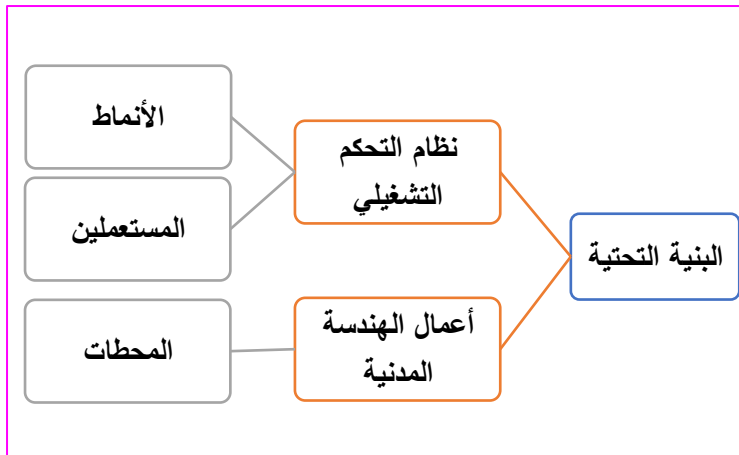 البنية التحتية
نظام التحكم
التشغيلي
الأنماط
المستعملين
أعمال الهندسة
المدنية
المحطات